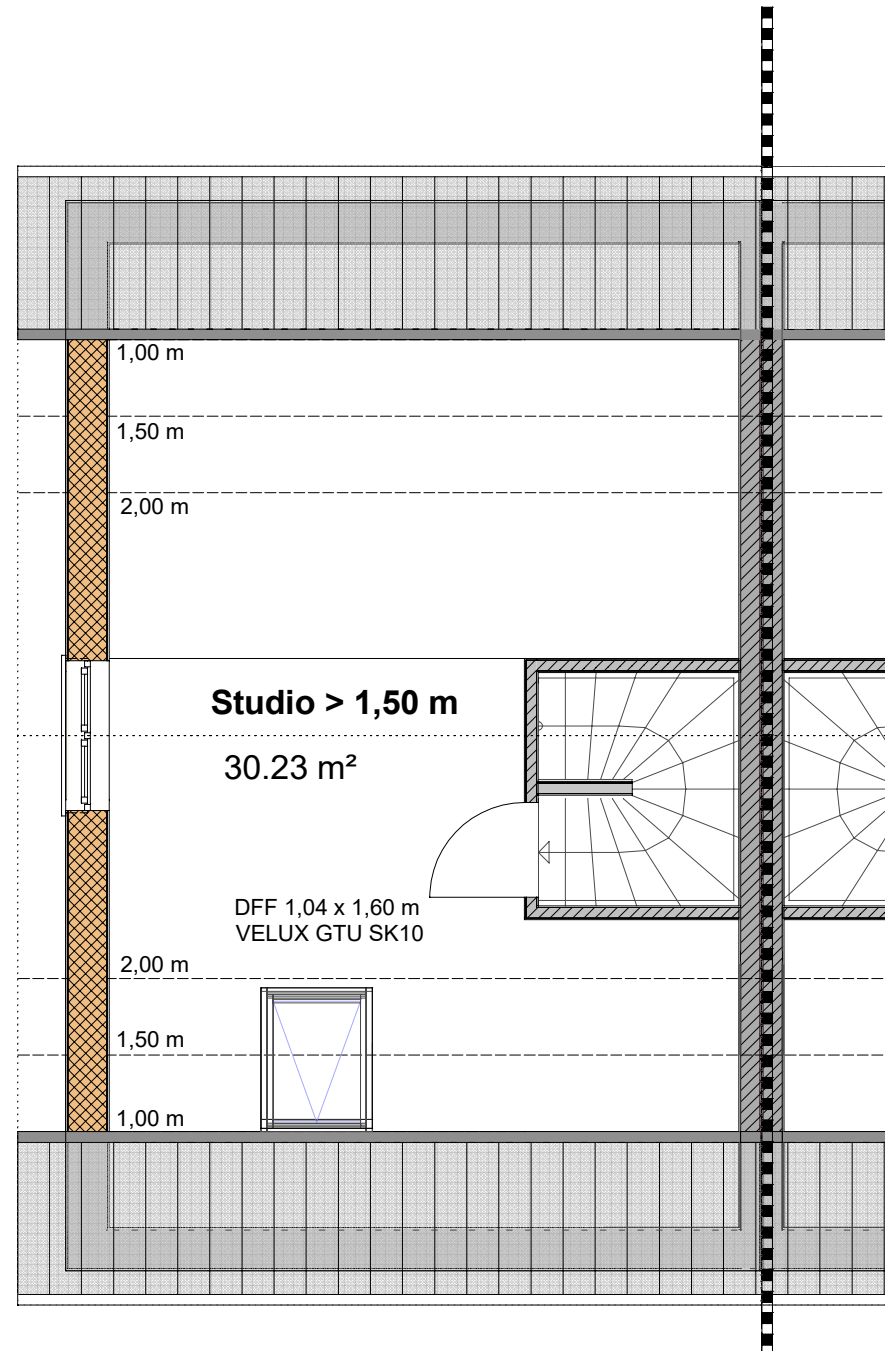 1,00 m
1,50 m
2,00 m
Studio > 1,50 m
30.23 m²
DFF 1,04 x 1,60 m
VELUX GTU SK10
2,00 m
1,50 m
1,00 m